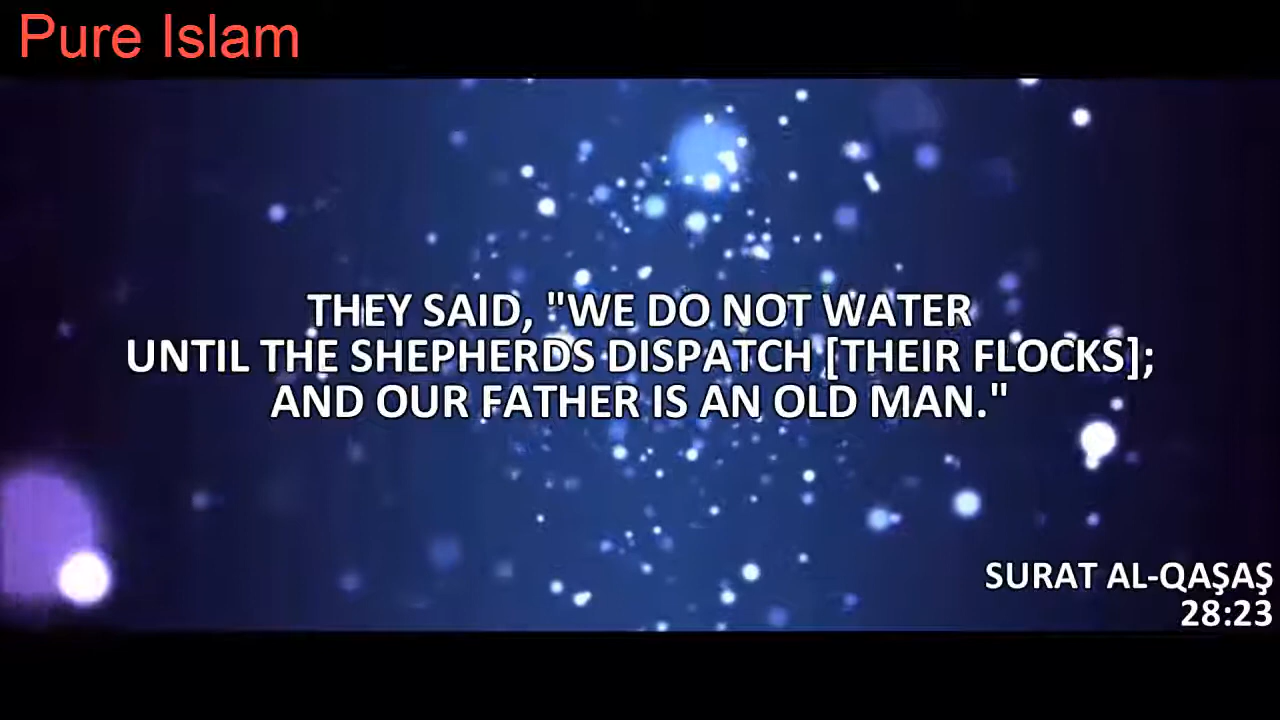 Pure Islam
THEY SAID, "WE DO NOT WATER
UNTIL THE SHEPHERDS DISPATCH [THEIR FLOCKS];
AND OUR FATHER IS AN OLD MAN."
SURAT AL-QAŞAŞ
28:23